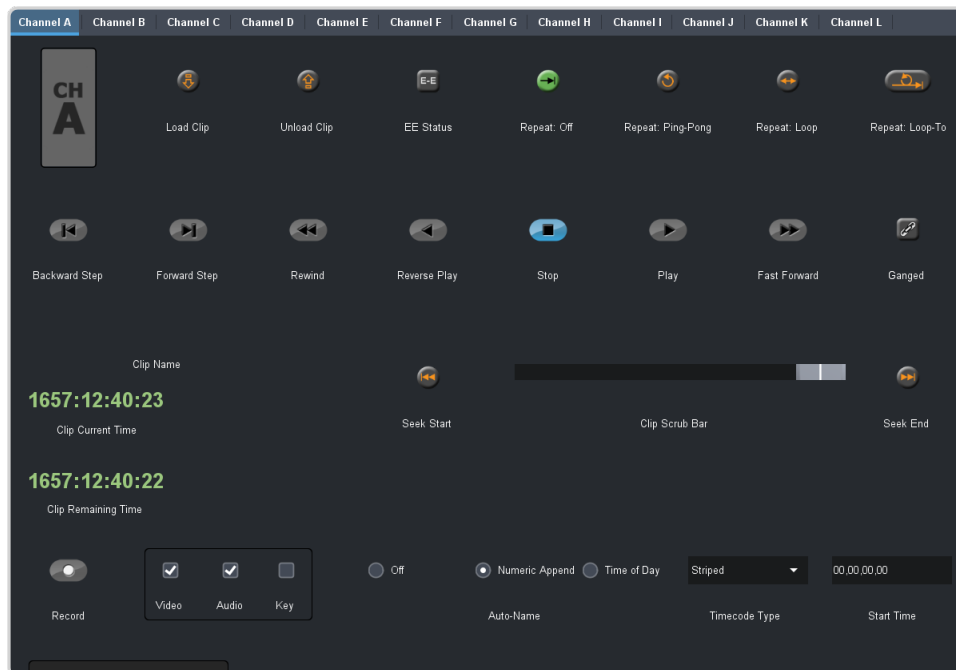 Channel A Channel B Channel C Channel D Channel E Channel F Channel G Channel H Channel I Channel J Channel K Channel L
CH
A
E-E
Load Clip Unload Clip EE Status Repeat: Off Repeat: Ping-Pong Repeat: Loop Repeat: Loop-To
Backward Step Forward Step Rewind Reverse Play Stop Play Fast Forward Ganged
Clip Name
1657:12:40:23
Clip Current Time
Seek Start Clip Scrub Bar Seek End
1657:12:40:22
Clip Remaining Time
Off Numeric Append Time of Day Striped 00,00,00,00
Record Video Audio Key Auto-Name Timecode Type Start Time